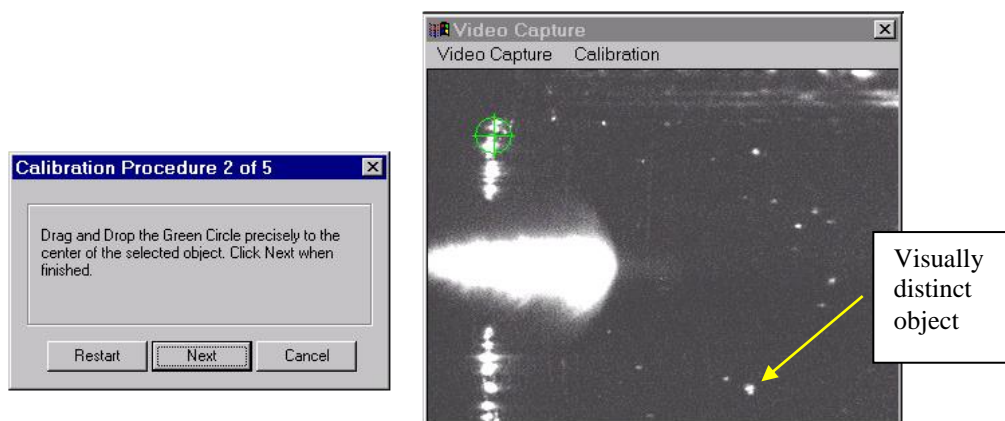 Calibration Procedure 2 of 5
Drag and Drop the Green Circle precisely to the
center of the selected object. Click Next when
finished.
Restart Next Cancel
Video Capture
Video Capture Calibration
Visually
distinct
object